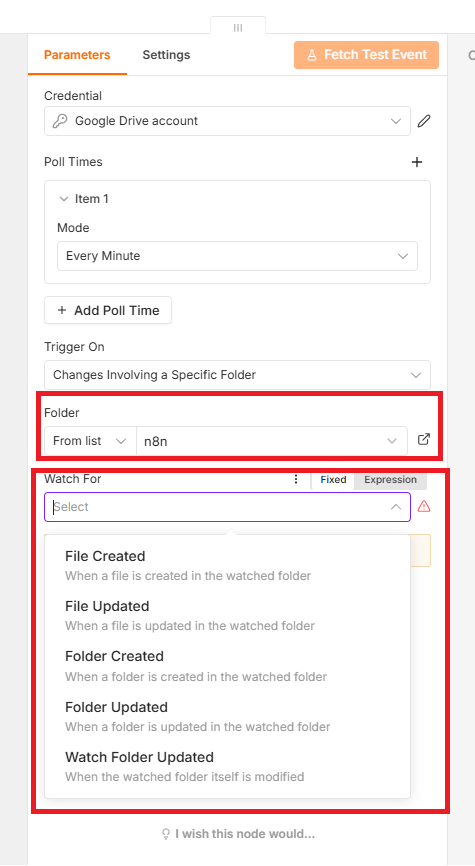 Parameters
Settings
Fetch Test Event
Credential
Google Drive account
Poll Times
Item 1
Mode
Every Minute
Add Poll Time
Trigger On
Changes Involving a Specific Folder
Folder
From list
n8n
Watch For
Fixed
Expression
Select
File Created
When a file is created in the watched folder
File Updated
When a file is updated in the watched folder
Folder Created
When a folder is created in the watched folder
Folder Updated
When a folder is updated in the watched folder
Watch Folder Updated
When the watched folder itself is modified
I wish this node would...